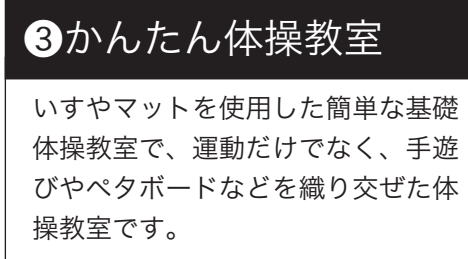 ❸かんたん体操教室
いすやマットを使用した簡単な基礎
体操教室で、運動だけでなく、手遊
びやペタボードなどを織り交ぜた体
操教室です。